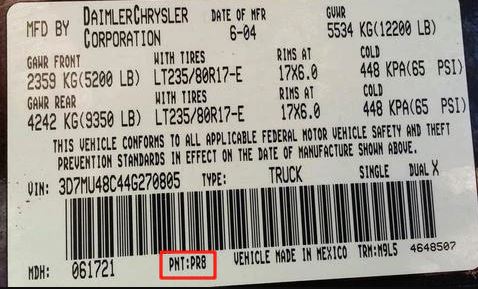 MFD BY DAIMLERCHRYSLER CORPORATION DATE OF MFR 6-04 GVWR 5534 KG(12200 LB)
GAWR FRONT WITH TIRES RIMS AT COLD
2359 KG(5200 LB) LT235/80R17-E 17X6.0 448 KPA(65 PSI)
GAWR REAR WITH TIRES RIMS AT COLD
4242 KG(9350 LB) LT235/80R17-E 17X6.0 448 KPA(65 PSI)
THIS VEHICLE CONFORMS TO ALL APPLICABLE FEDERAL MOTOR VEHICLE SAFETY AND THEFT
PREVENTION STANDARDS IN EFFECT ON THE DATE OF MANUFACTURE SHOWN ABOVE.
VIN: 3D7MU48C44G270805 TYPE: TRUCK SINGLE DUAL X
MDH: 061721 PNT:PR8 VEHICLE MADE IN MEXICO TRM:M9L5 4648507